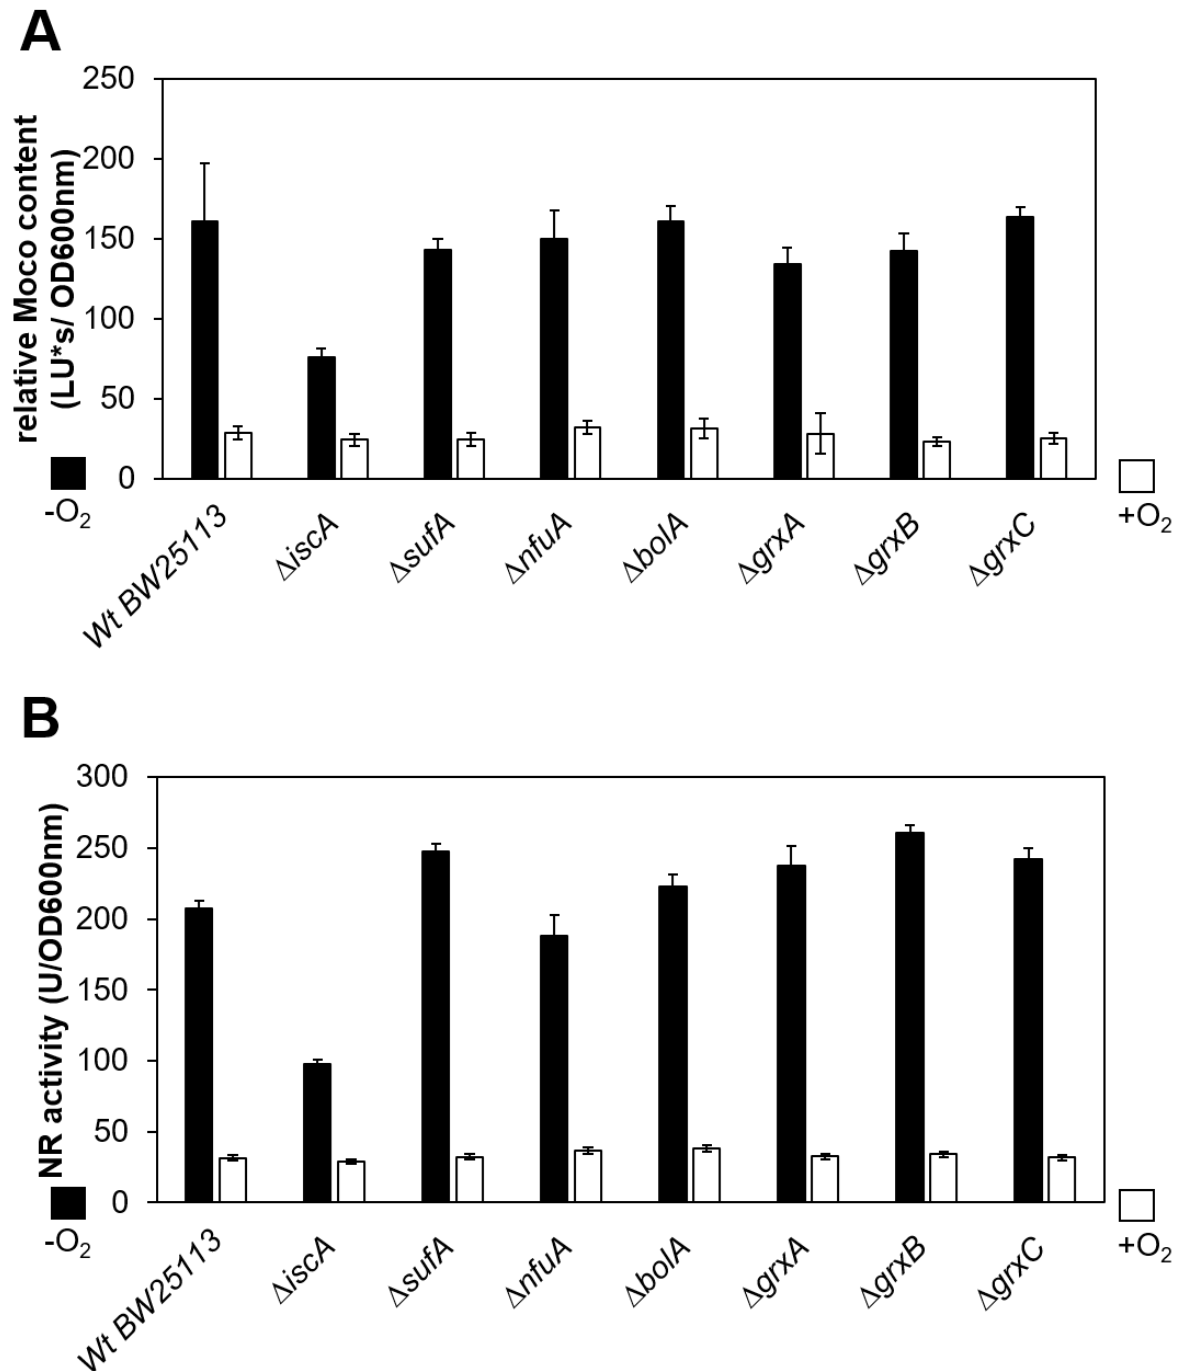 A
relative Moco content
(LU*s/ OD600nm)
250
200
150
100
50
0
-O₂
+O₂
Wt BW25113
ΔiscA
ΔsufA
ΔnfuA
ΔbolA
ΔgrxA
ΔgrxB
ΔgrxC
B
NR activity (U/OD600nm)
300
250
200
150
100
50
0
-O₂
+O₂
Wt BW25113
ΔiscA
ΔsufA
ΔnfuA
ΔbolA
ΔgrxA
ΔgrxB
ΔgrxC